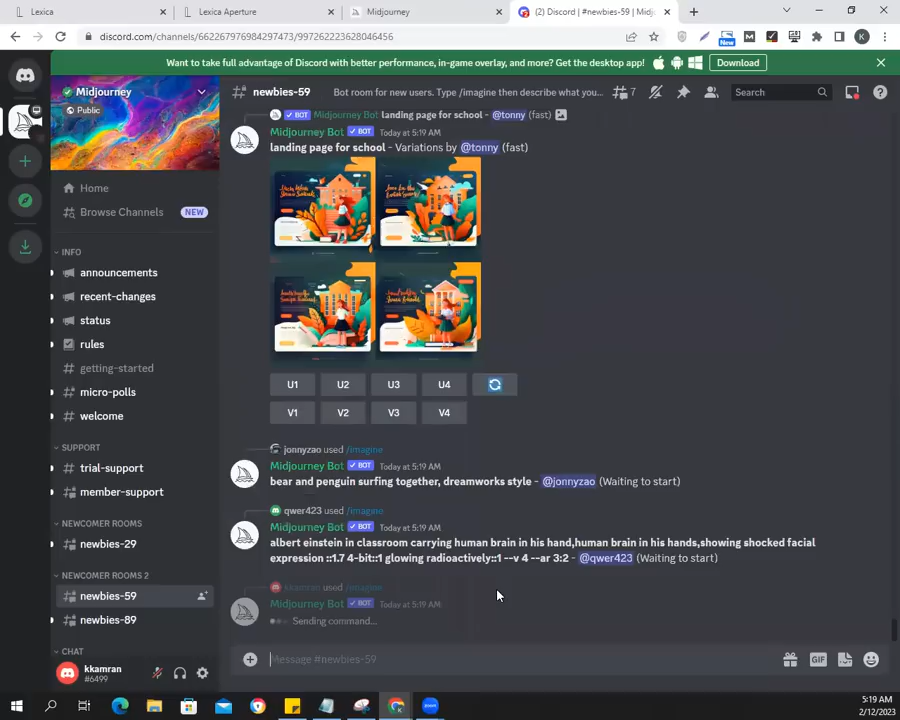 Lexica
Lexica Aperture
Midjourney
(2) Discord | #newbies-59 | Mid
discord.com/channels/662267976984297473/997262223628046456
New
K
Want to take full advantage of Discord with better performance, in-game overlay, and more? Get the desktop app!
Download
Midjourney
Public
Home
Browse Channels
NEW
INFO
announcements
recent-changes
status
rules
getting-started
micro-polls
welcome
SUPPORT
trial-support
member-support
NEWCOMER ROOMS
newbies-29
NEWCOMER ROOMS 2
newbies-59
newbies-89
CHAT
kkamran
#6499
newbies-59
Bot room for new users. Type /imagine then describe what you...
7
Search
BOT Midjourney Bot landing page for school - @tonny (fast)
Midjourney Bot BOT Today at 5:19 AM
landing page for school - Variations by @tonny (fast)
U1 U2 U3 U4
V1 V2 V3 V4
jonnyzao used /imagine
Midjourney Bot BOT Today at 5:19 AM
bear and penguin surfing together, dreamworks style - @jonnyzao (Waiting to start)
qwer423 used /imagine
Midjourney Bot BOT Today at 5:19 AM
albert einstein in classroom carrying human brain in his hand,human brain in his hands,showing shocked facial
expression ::1.7 4-bit::1 glowing radioactively::1 --v 4 --ar 3:2 - @qwer423 (Waiting to start)
kkamran used /imagine
Midjourney Bot BOT Today at 5:19 AM
Sending command...
Message #newbies-59
GIF
zoom
5:19 AM
2/12/2023